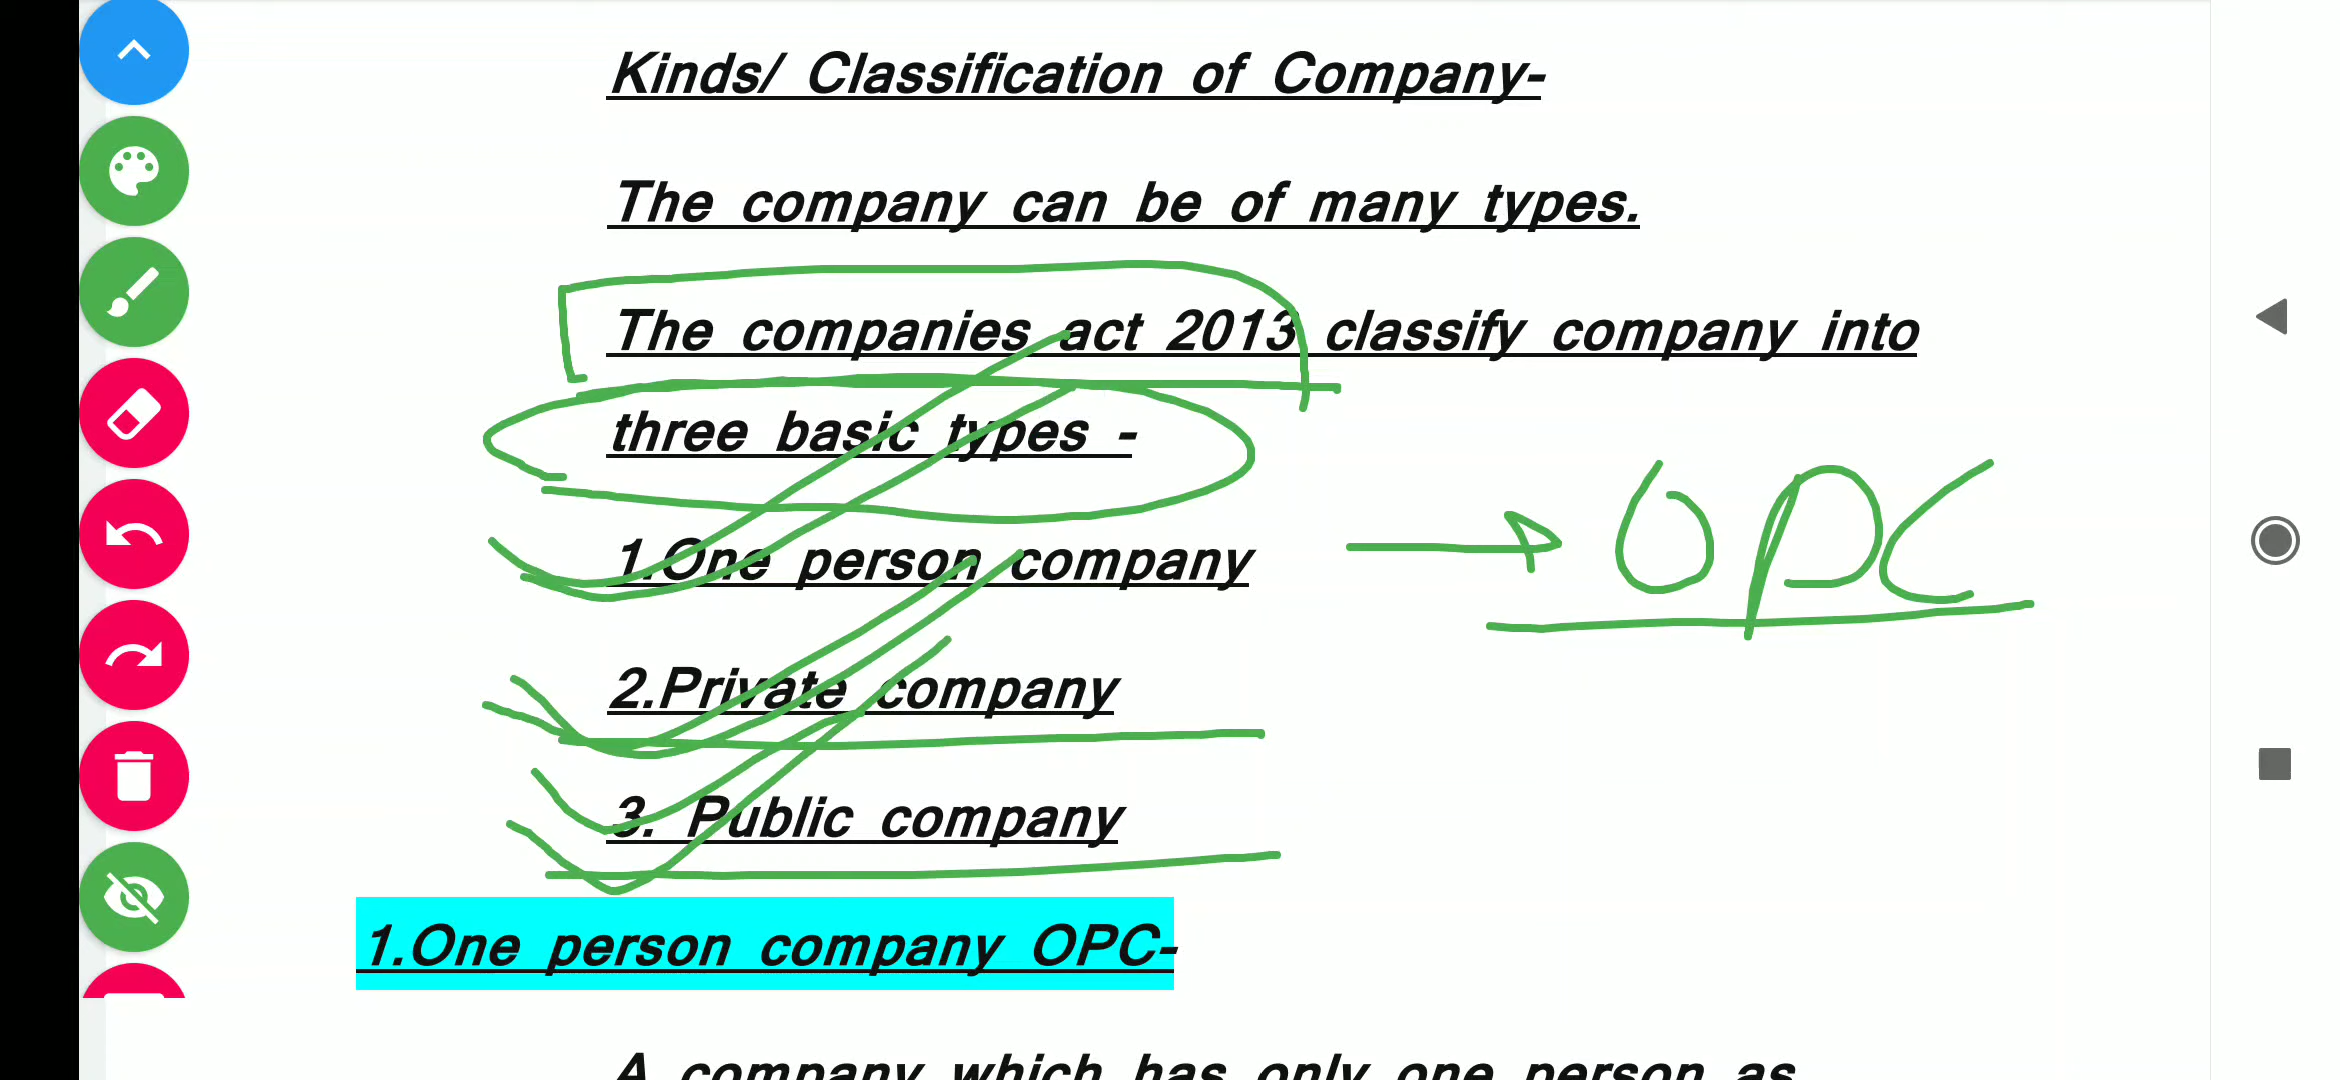 Kinds/ Classification of Company-
The company can be of many types.
The companies act 2013 classify company into
three basic types -
1.One person company → OPC
2.Private company
3. Public company
1.One person company OPC-
A company which has only one person as